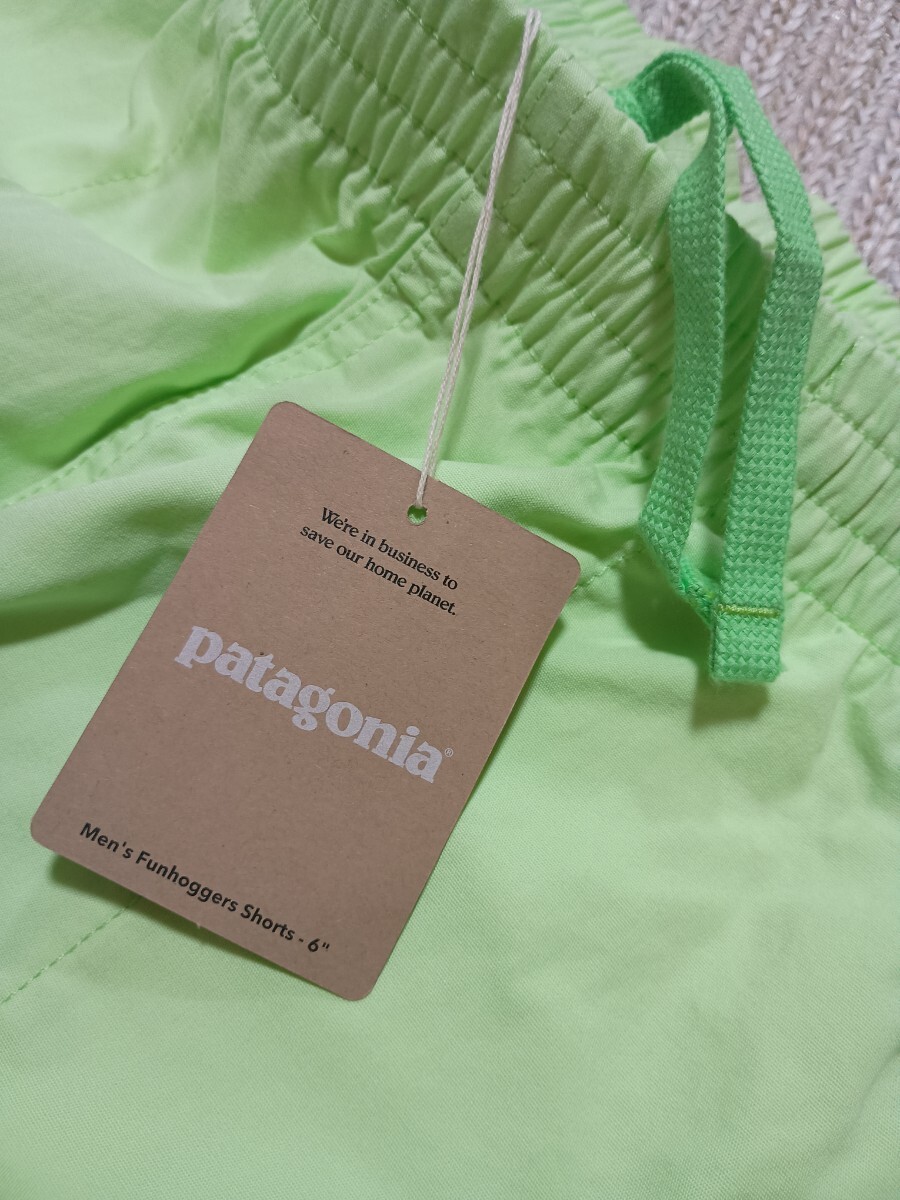 We're in business to
save our home planet.
patagonia®
Men's Funhoggers Shorts - 6"